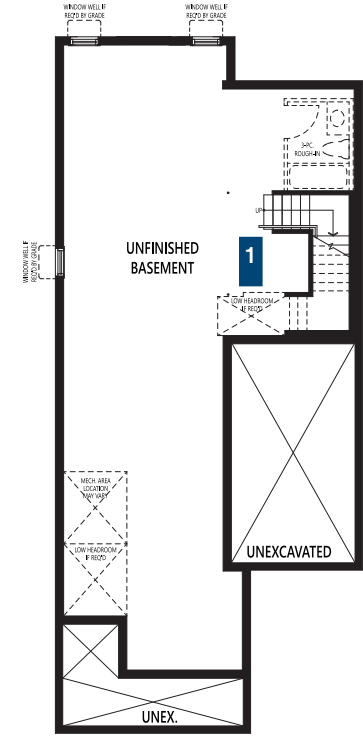 WINDOW WELL IF
REC'D BY GRADE
WINDOW WELL IF
REC'D BY GRADE
3-PC.
ROUGH-IN
UP
WINDOW WELL IF
REQ'D BY GRADE
UNFINISHED
BASEMENT
1
LOW HEADROOM
IF REQ'D
MECH. AREA
LOCATION
MAY VARY
LOW HEADROOM
IF REQ'D
UNEXCAVATED
UNEX.